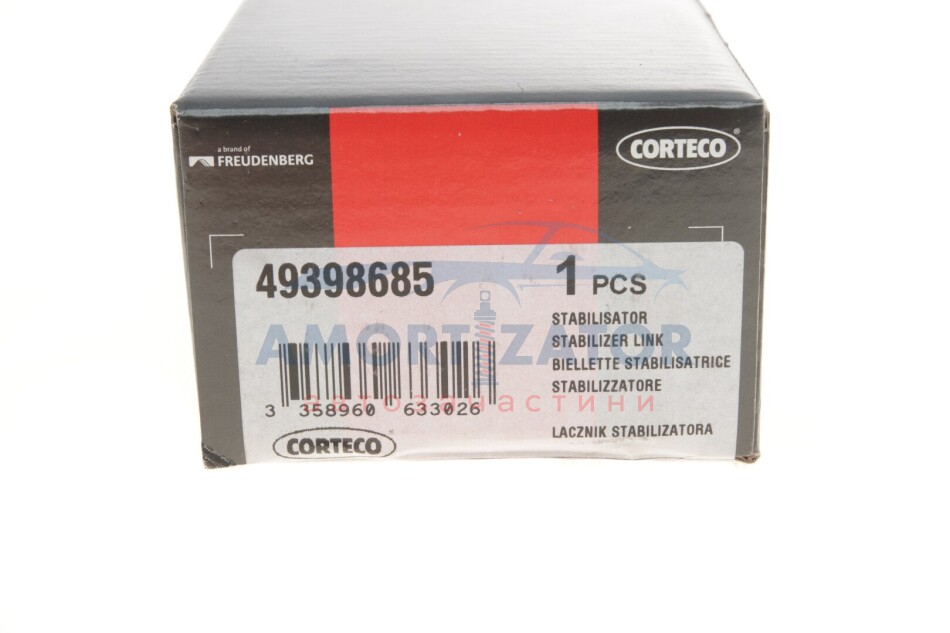 a brand of
FREUDENBERG
CORTECO®
49398685
1 PCS
STABILISATOR
STABILIZER LINK
BIELLETTE STABILISATRICE
STABILIZZATORE
LACZNIK STABILIZATORA
AMORTIZATOR
автозапчастини
3 358960 633026
CORTECO